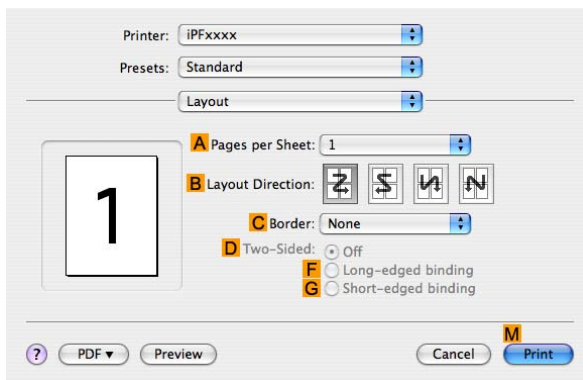 Printer: iPFxxxx
Presets: Standard
Layout
A Pages per Sheet: 1
1
B Layout Direction:
C Border: None
D Two-Sided: Off
F Long-edged binding
G Short-edged binding
M
? PDF▼ Preview Cancel Print